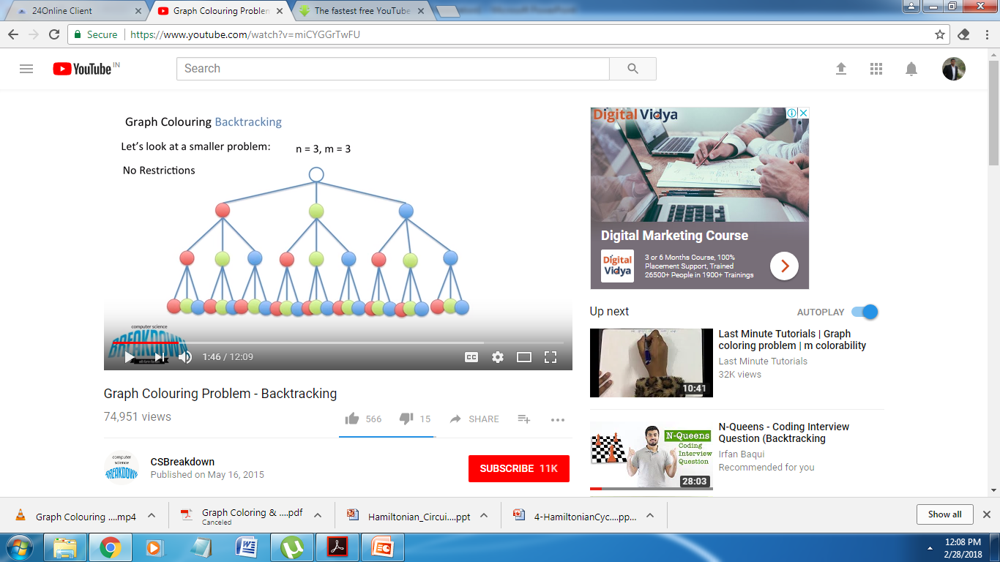 24Online Client
Graph Colouring Problen
The fastest free YouTube
Secure
https://www.youtube.com/watch?v=miCYGGrTwFU
YouTube IN
Search
Graph Colouring Backtracking
Let's look at a smaller problem: n = 3, m = 3
No Restrictions
computer science
BREAKDOWN
1:46 / 12:09
CC
Graph Colouring Problem - Backtracking
74,951 views
566
15
SHARE
computer science
BREAKDOWN
CSBreakdown
Published on May 16, 2015
SUBSCRIBE 11K
Digital Vidya
Digital Marketing Course
Digital
Vidya
3 or 6 Months Course, 100%
Placement Support, Trained
26500+ People in 1900+ Trainings
Up next
AUTOPLAY
Last Minute Tutorials | Graph
coloring problem | m colorability
Last Minute Tutorials
32K views
10:41
N-Queens - Coding Interview
Question (Backtracking
Irfan Baqui
Recommended for you
N-Queens
Coding
Interview
Question
28:03
Graph Colouring ....mp4
Graph Coloring & ....pdf
Canceled
Hamiltonian_Circui....ppt
4-HamiltonianCyc....pp...
Show all
12:08 PM
2/28/2018